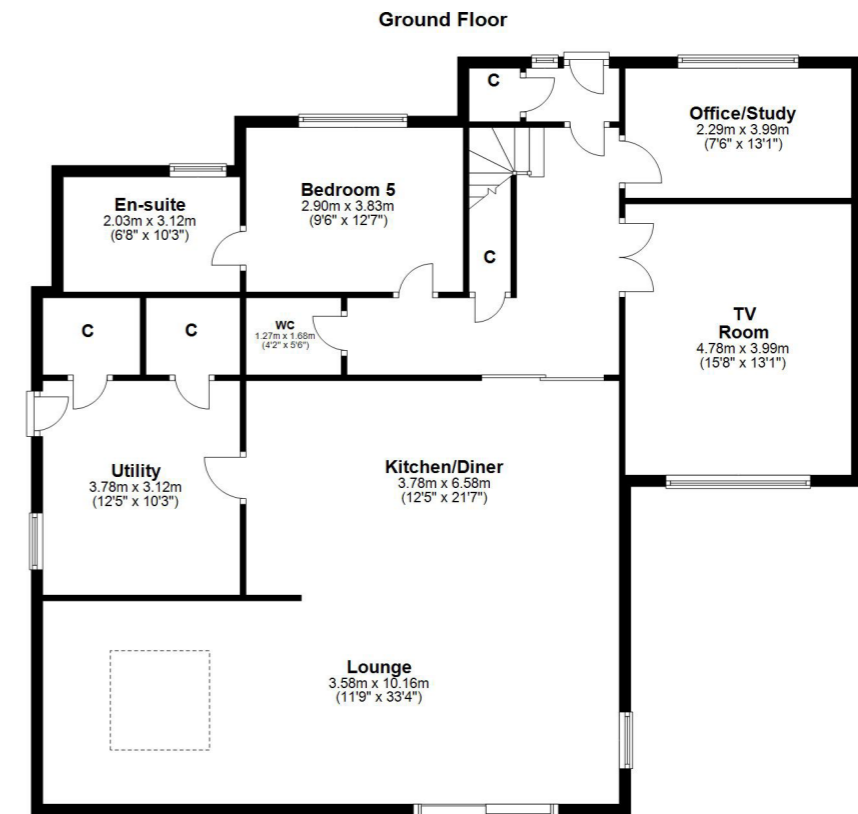 Ground Floor
C
Office/Study
2.29m x 3.99m
(7'6" x 13'1")
En-suite
2.03m x 3.12m
(6'8" x 10'3")
Bedroom 5
2.90m x 3.83m
(9'6" x 12'7")
C
C
C
WC
1.27m x 1.68m
(4'2" x 5'6")
TV
Room
4.78m x 3.99m
(15'8" x 13'1")
Utility
3.78m x 3.12m
(12'5" x 10'3")
Kitchen/Diner
3.78m x 6.58m
(12'5" x 21'7")
Lounge
3.58m x 10.16m
(11'9" x 33'4")